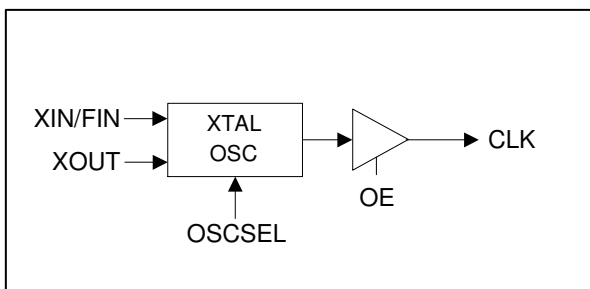 XIN/FIN
XOUT
XTAL
OSC
OSCSEL
OE
CLK